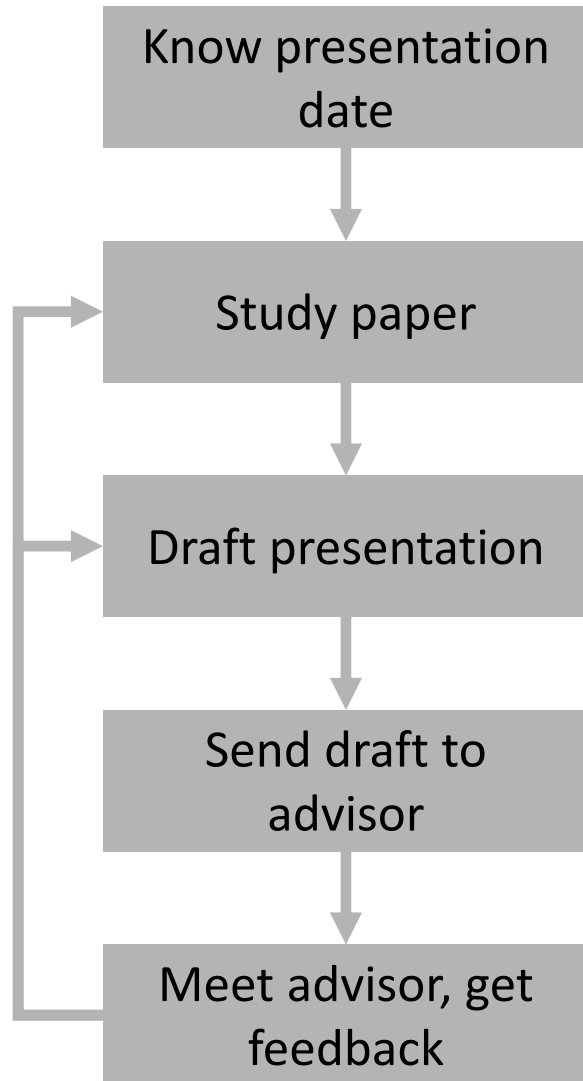 Know presentation
date
Study paper
Draft presentation
Send draft to
advisor
Meet advisor, get
feedback